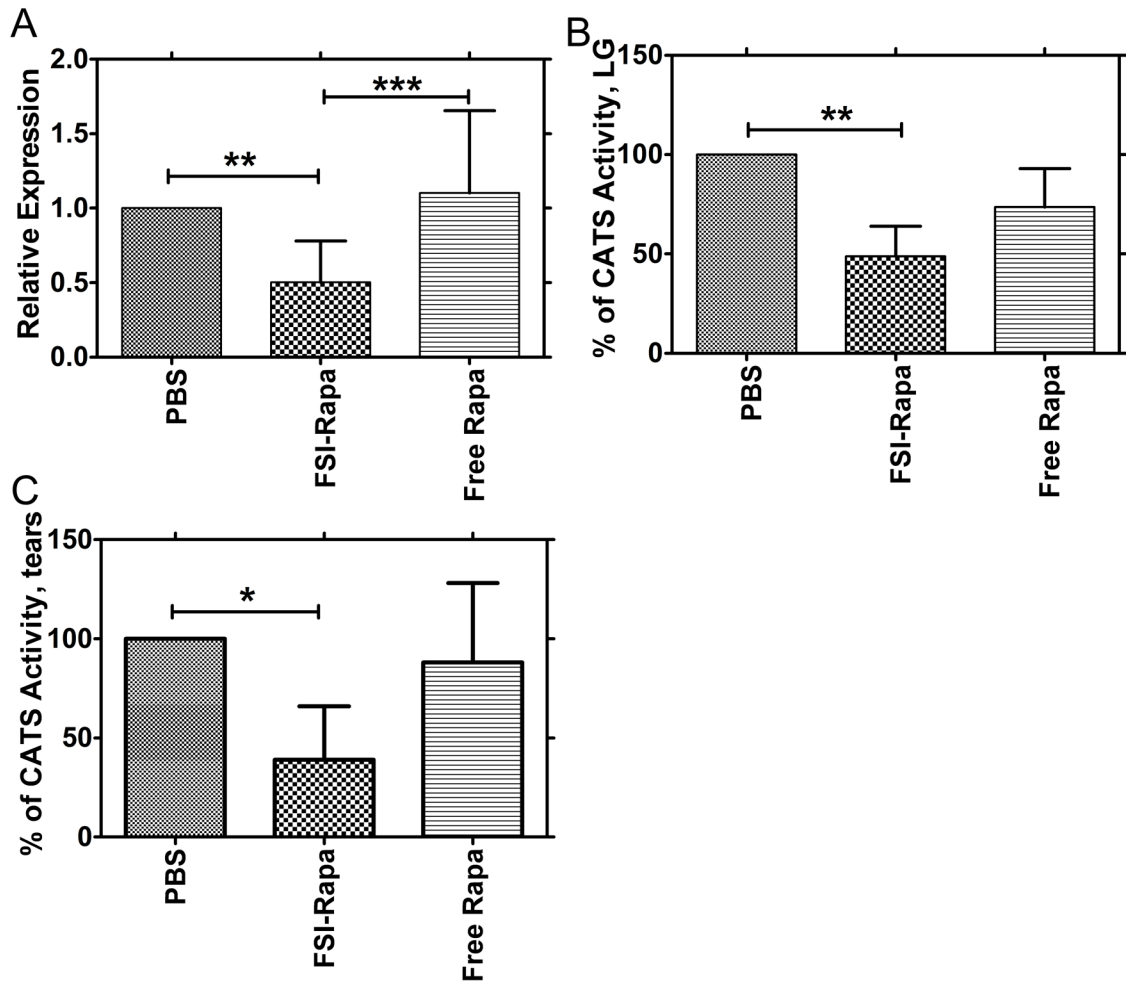 A
Relative Expression
2.0
1.5
1.0
0.5
0.0
**
***
PBS
FSI-Rapa
Free Rapa
B
% of CATS Activity, LG
150
100
50
0
**
PBS
FSI-Rapa
Free Rapa
C
% of CATS Activity, tears
150
100
50
0
*
PBS
FSI-Rapa
Free Rapa